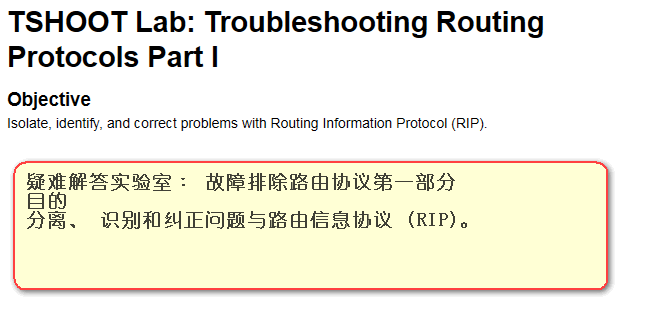 TSHOOT Lab: Troubleshooting Routing
Protocols Part I
Objective
Isolate, identify, and correct problems with Routing Information Protocol (RIP).
疑难解答实验室： 故障排除路由协议第一部分
目的
分离、 识别和纠正问题与路由信息协议 (RIP)。